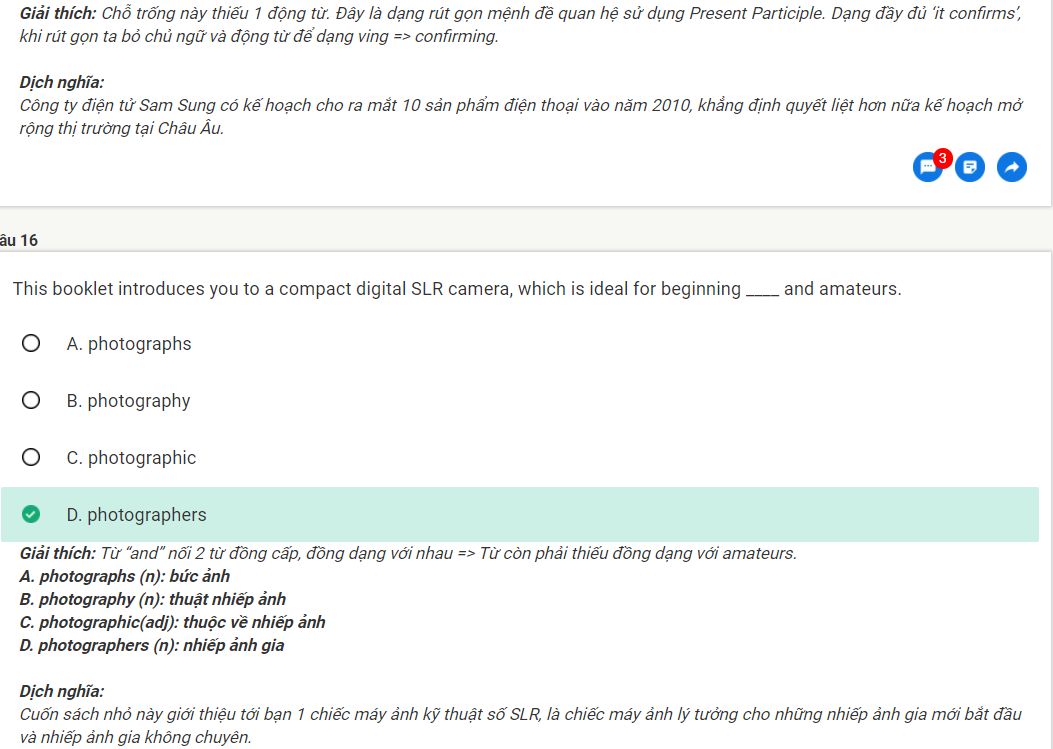 Giải thích: Chỗ trống này thiếu 1 động từ. Đây là dạng rút gọn mệnh đề quan hệ sử dụng Present Participle. Dạng đầy đủ ‘it confirms’,
khi rút gọn ta bỏ chủ ngữ và động từ để dạng ving => confirming.
Dịch nghĩa:
Công ty điện tử Sam Sung có kế hoạch cho ra mắt 10 sản phẩm điện thoại vào năm 2010, khẳng định quyết liệt hơn nữa kế hoạch mở
rộng thị trường tại Châu Âu.
3
âu 16
This booklet introduces you to a compact digital SLR camera, which is ideal for beginning ____ and amateurs.
A. photographs
B. photography
C. photographic
D. photographers
Giải thích: Từ “and” nối 2 từ đồng cấp, đồng dạng với nhau => Từ còn phải thiếu đồng dạng với amateurs.
A. photographs (n): bức ảnh
B. photography (n): thuật nhiếp ảnh
C. photographic(adj): thuộc về nhiếp ảnh
D. photographers (n): nhiếp ảnh gia
Dịch nghĩa:
Cuốn sách nhỏ này giới thiệu tới bạn 1 chiếc máy ảnh kỹ thuật số SLR, là chiếc máy ảnh lý tưởng cho những nhiếp ảnh gia mới bắt đầu
và nhiếp ảnh gia không chuyên.